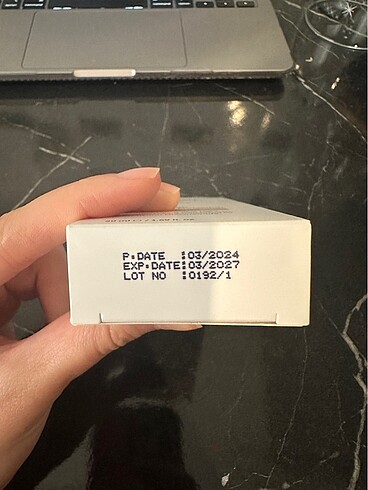 P.DATE :03/2024
EXP.DATE:03/2027
LOT NO :0192/1